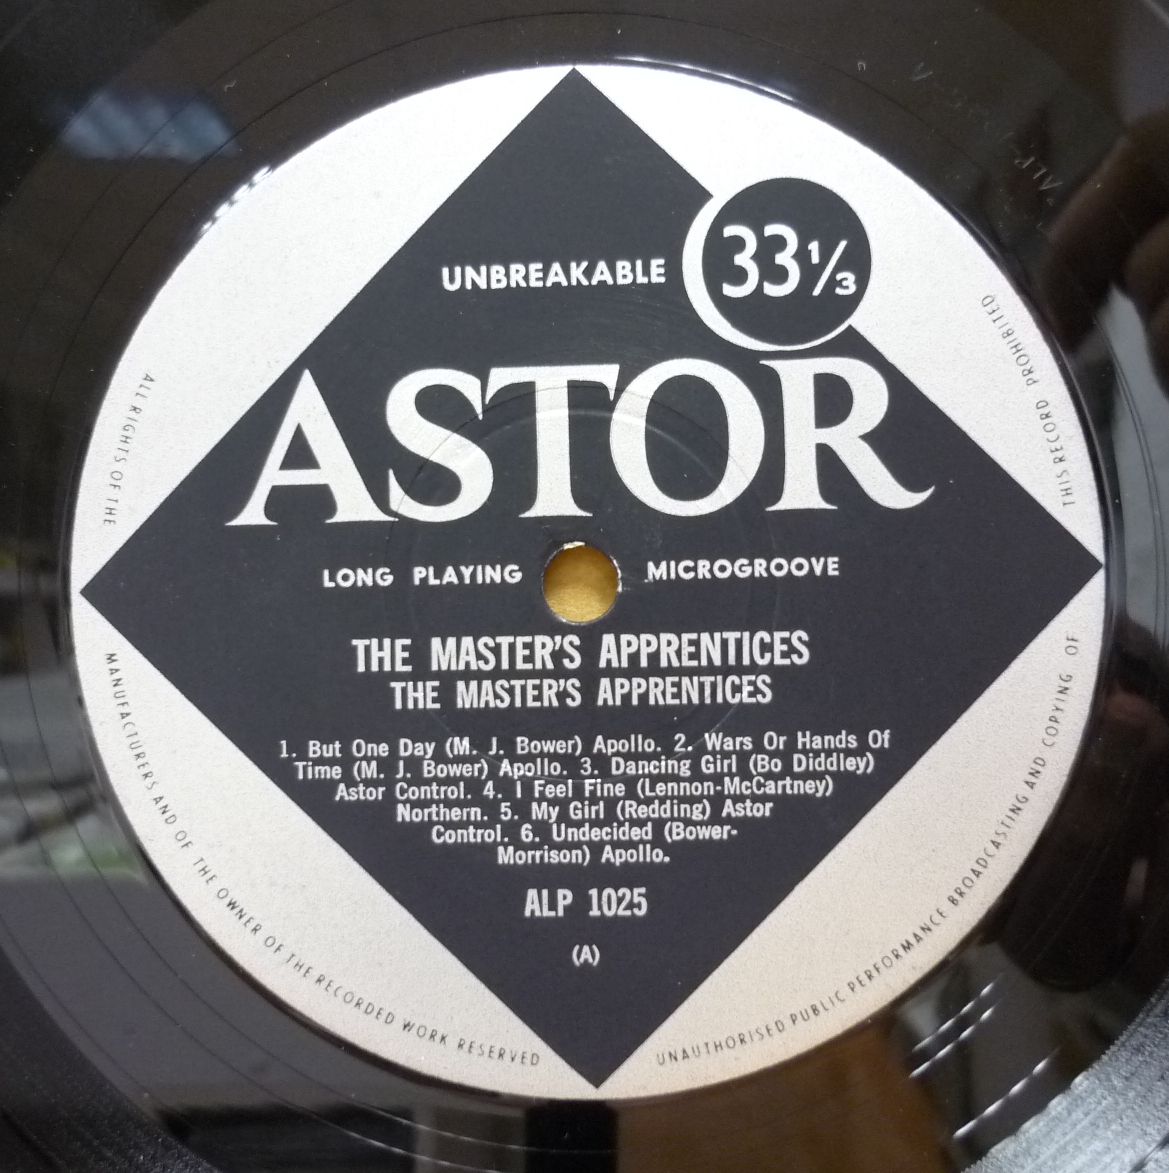 UNBREAKABLE
33⅓
ASTOR
LONG PLAYING MICROGROOVE
THE MASTER'S APPRENTICES
THE MASTER'S APPRENTICES
1. But One Day (M. J. Bower) Apollo. 2. Wars Or Hands Of
Time (M. J. Bower) Apollo. 3. Dancing Girl (Bo Diddley)
Astor Control. 4. I Feel Fine (Lennon-McCartney)
Northern. 5. My Girl (Redding) Astor
Control. 6. Undecided (Bower-
Morrison) Apollo.
ALP 1025
(A)
ALL RIGHTS OF THE
MANUFACTURERS AND OF THE OWNER OF THE RECORDED WORK RESERVED
UNAUTHORISED PUBLIC PERFORMANCE BROADCASTING AND COPYING OF
THIS RECORD PROHIBITED